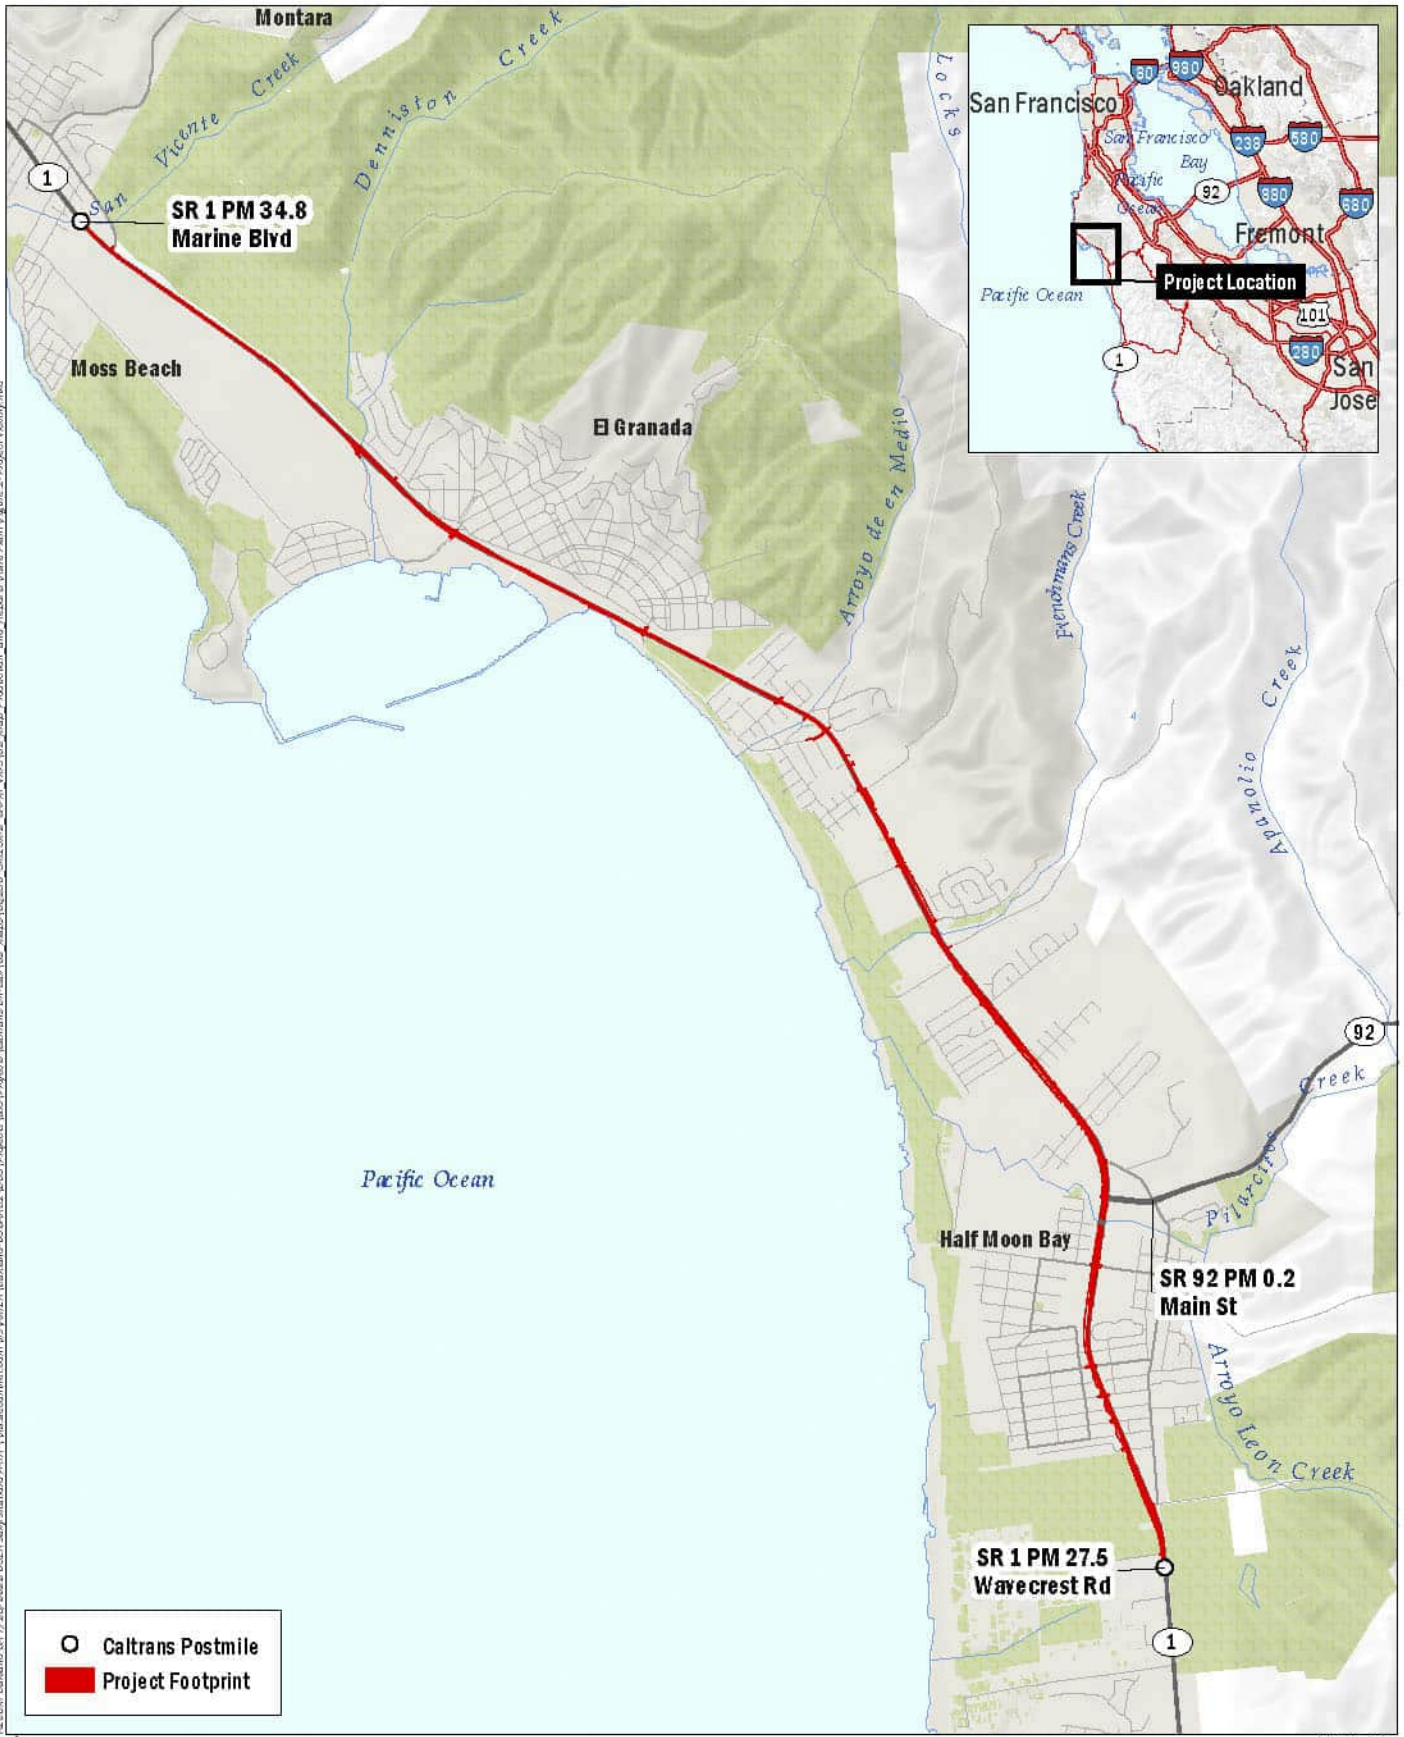 Montara
San Vicente Creek
Denniston Creek
Locks
1
SR 1 PM 34.8
Marine Blvd
Moss Beach
El Granada
Arroyo de en Medio
Frenchmans Creek
Apanolio Creek
San Francisco
80
980
Oakland
San Francisco
Bay
238
580
Pacific
Ocean
92
880
680
Fremont
Pacific Ocean
Project Location
101
1
280
San
Jose
4
92
Pilarcitos Creek
Pacific Ocean
Half Moon Bay
SR 92 PM 0.2
Main St
Arroyo Leon Creek
SR 1 PM 27.5
Wavecrest Rd
1
Caltrans Postmile
Project Footprint